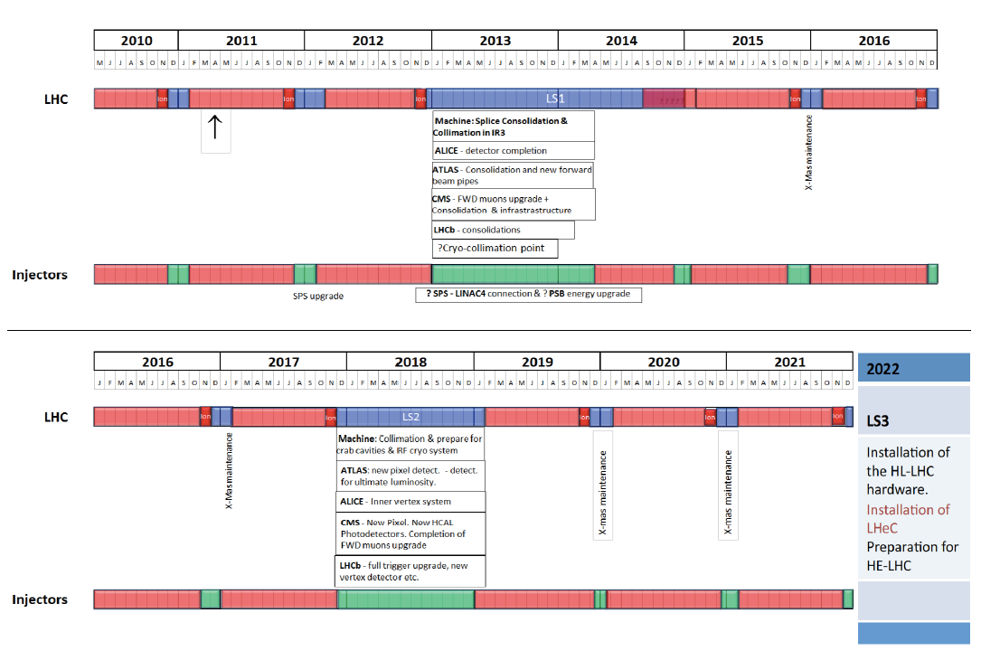 2010 2011 2012 2013 2014 2015 2016
M J J A S O N D J F M A M J J A S O N D J F M A M J J A S O N D J F M A M J J A S O N D J F M A M J J A S O N D J F M A M J J A S O N D J F M A M J J A S O N D
LHC
Ion Ion Ion LS1 ????? Ion Ion
↑
Machine: Splice Consolidation &
Collimation in IR3
ALICE - detector completion
ATLAS - Consolidation and new forward
beam pipes
CMS - FWD muons upgrade +
Consolidation & infrastrastructure
LHCb - consolidations
?Cryo-collimation point
X-Mas maintenance
Injectors
SPS upgrade
? SPS - LINAC4 connection & ? PSB energy upgrade
2016 2017 2018 2019 2020 2021
J F M A M J J A S O N D J F M A M J J A S O N D J F M A M J J A S O N D J F M A M J J A S O N D J F M A M J J A S O N D J F M A M J J A S O N D
LHC
Ion Ion LS2 Ion Ion Ion
X-Mas maintenance
Machine: Collimation & prepare for
crab cavities & RF cryo system
ATLAS: new pixel detect. - detect.
for ultimate luminosity.
ALICE - Inner vertex system
CMS - New Pixel. New HCAL
Photodetectors. Completion of
FWD muons upgrade
LHCb - full trigger upgrade, new
vertex detector etc.
X-mas maintenance
X-mas maintenance
Injectors
2022
LS3
Installation of
the HL-LHC
hardware.
Installation of
LHeC
Preparation for
HE-LHC